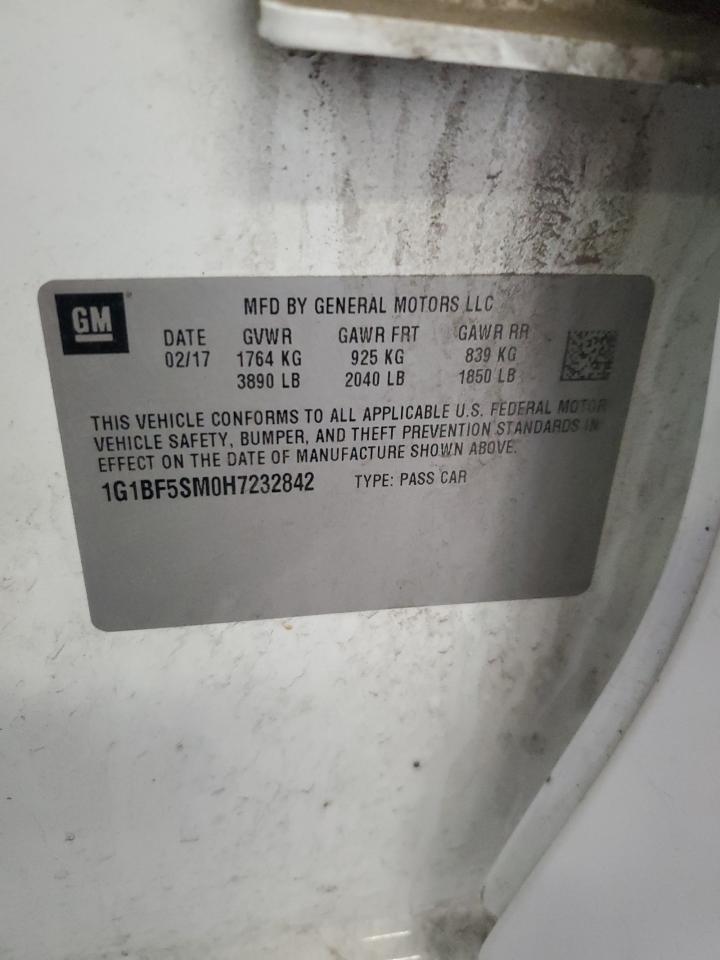 GM
MFD BY GENERAL MOTORS LLC
DATE GVWR GAWR FRT GAWR RR
02/17 1764 KG 925 KG 839 KG
3890 LB 2040 LB 1850 LB
THIS VEHICLE CONFORMS TO ALL APPLICABLE U.S. FEDERAL MOTOR
VEHICLE SAFETY, BUMPER, AND THEFT PREVENTION STANDARDS IN
EFFECT ON THE DATE OF MANUFACTURE SHOWN ABOVE.
1G1BF5SM0H7232842 TYPE: PASS CAR